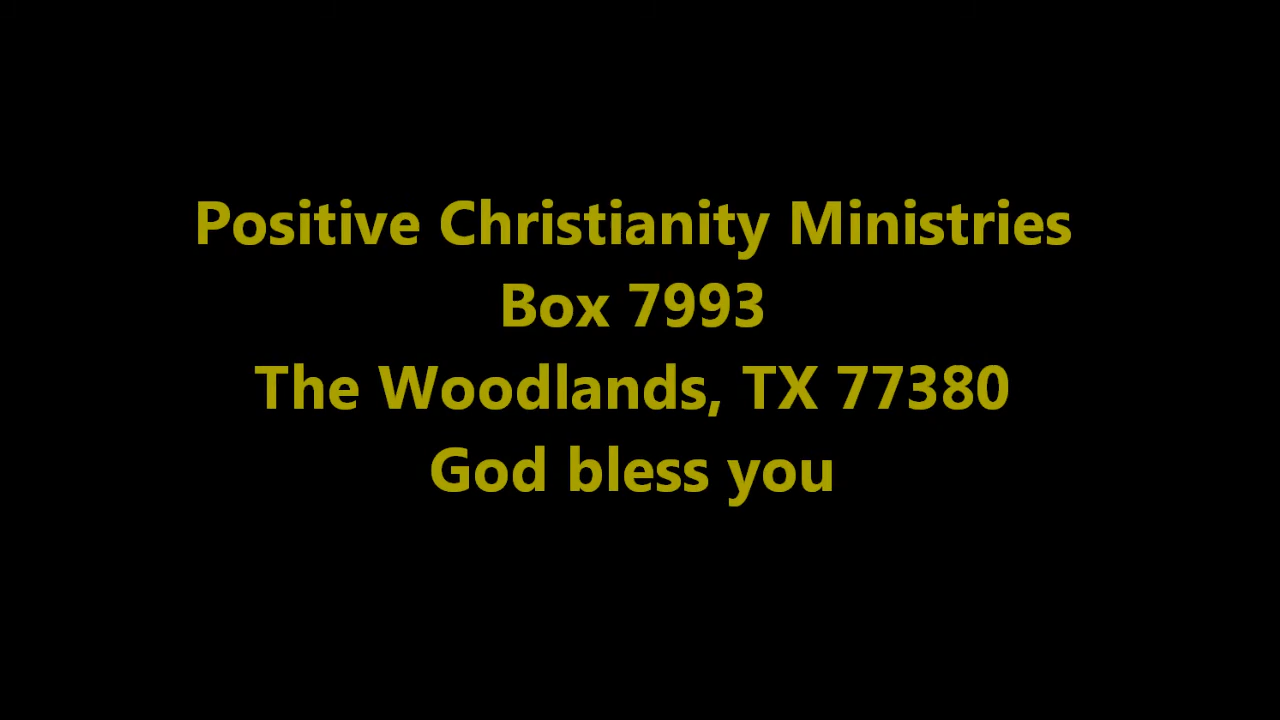 Positive Christianity Ministries
Box 7993
The Woodlands, TX 77380
God bless you